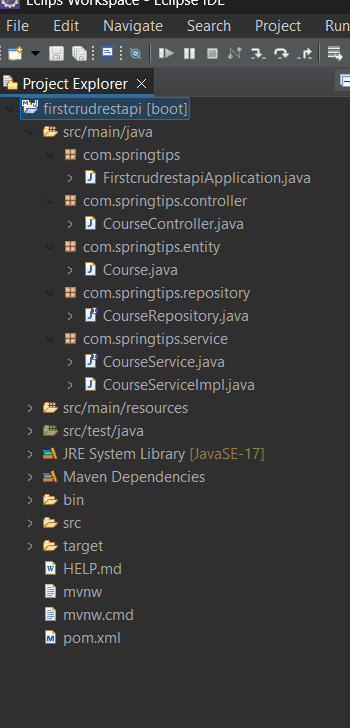 Eclips Workspace - Eclipse IDE
File Edit Navigate Search Project Run
Project Explorer
firstcrudrestapi [boot]
src/main/java
com.springtips
FirstcrudrestapiApplication.java
com.springtips.controller
CourseController.java
com.springtips.entity
Course.java
com.springtips.repository
CourseRepository.java
com.springtips.service
CourseService.java
CourseServiceImpl.java
src/main/resources
src/test/java
JRE System Library [JavaSE-17]
Maven Dependencies
bin
src
target
HELP.md
mvnw
mvnw.cmd
pom.xml